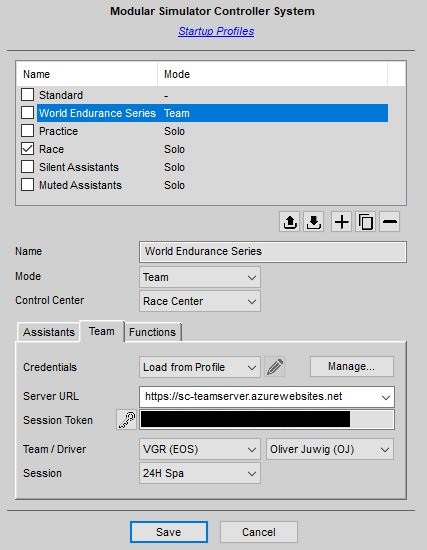 Modular Simulator Controller System
Startup Profiles
Name Mode
Standard -
World Endurance Series Team
Practice Solo
Race Solo
Silent Assistants Solo
Muted Assistants Solo
Name World Endurance Series
Mode Team
Control Center Race Center
Assistants Team Functions
Credentials Load from Profile Manage...
Server URL https://sc-teamserver.azurewebsites.net
Session Token
Team / Driver VGR (EOS) Oliver Juwig (OJ)
Session 24H Spa
Save Cancel